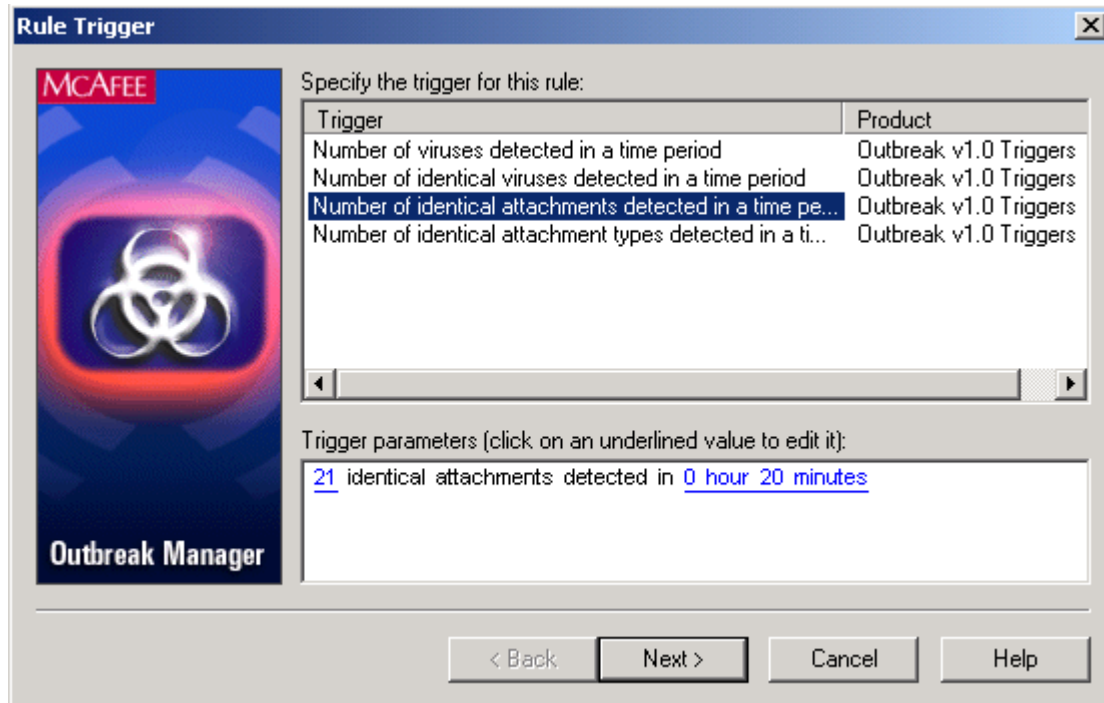 Rule Trigger
McAfee
Outbreak Manager
Specify the trigger for this rule:
Trigger Product
Number of viruses detected in a time period Outbreak v1.0 Triggers
Number of identical viruses detected in a time period Outbreak v1.0 Triggers
Number of identical attachments detected in a time pe... Outbreak v1.0 Triggers
Number of identical attachment types detected in a ti... Outbreak v1.0 Triggers
Trigger parameters (click on an underlined value to edit it):
21 identical attachments detected in 0 hour 20 minutes
< Back Next > Cancel Help